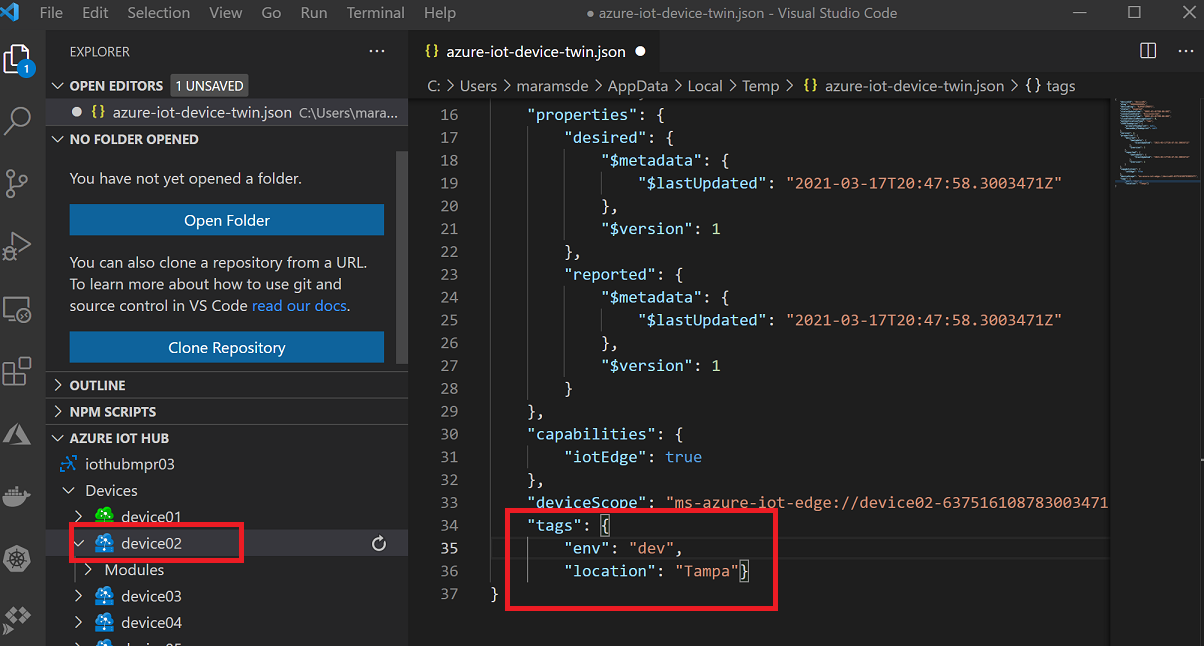 File Edit Selection View Go Run Terminal Help ● azure-iot-device-twin.json - Visual Studio Code
EXPLORER ···
OPEN EDITORS 1 UNSAVED
{} azure-iot-device-twin.json C:\Users\mara...
NO FOLDER OPENED
You have not yet opened a folder.
Open Folder
You can also clone a repository from a URL.
To learn more about how to use git and
source control in VS Code read our docs.
Clone Repository
OUTLINE
NPM SCRIPTS
AZURE IOT HUB
iothubmpr03
Devices
device01
device02
Modules
device03
device04
1
{} azure-iot-device-twin.json ●
C: > Users > maramsde > AppData > Local > Temp > {} azure-iot-device-twin.json > {} tags
16 "properties": {
17 "desired": {
18 "$metadata": {
19 "$lastUpdated": "2021-03-17T20:47:58.3003471Z"
20 },
21 "$version": 1
22 },
23 "reported": {
24 "$metadata": {
25 "$lastUpdated": "2021-03-17T20:47:58.3003471Z"
26 },
27 "$version": 1
28 }
29 },
30 "capabilities": {
31 "iotEdge": true
32 },
33 "deviceScope": "ms-azure-iot-edge://device02-637516108783003471
34 "tags": {
35 "env": "dev",
36 "location": "Tampa"}
37 }